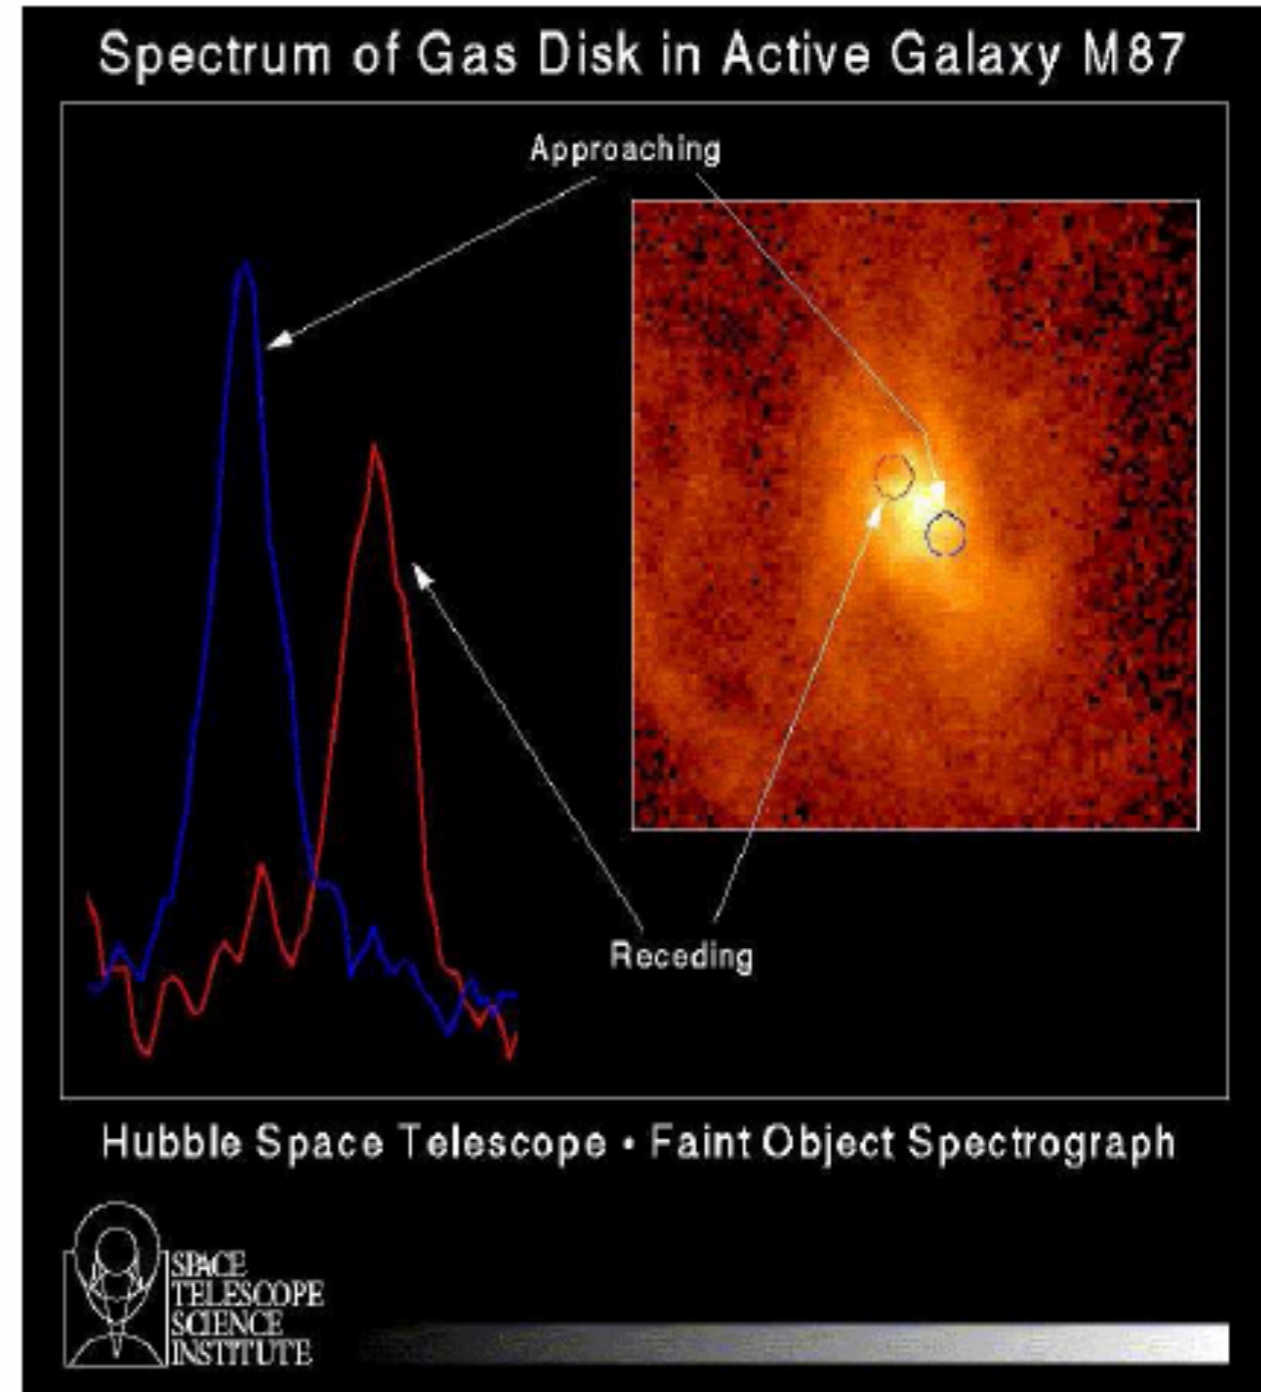 Spectrum of Gas Disk in Active Galaxy M87
Approaching
Receding
Hubble Space Telescope • Faint Object Spectrograph
SPACE
TELESCOPE
SCIENCE
INSTITUTE